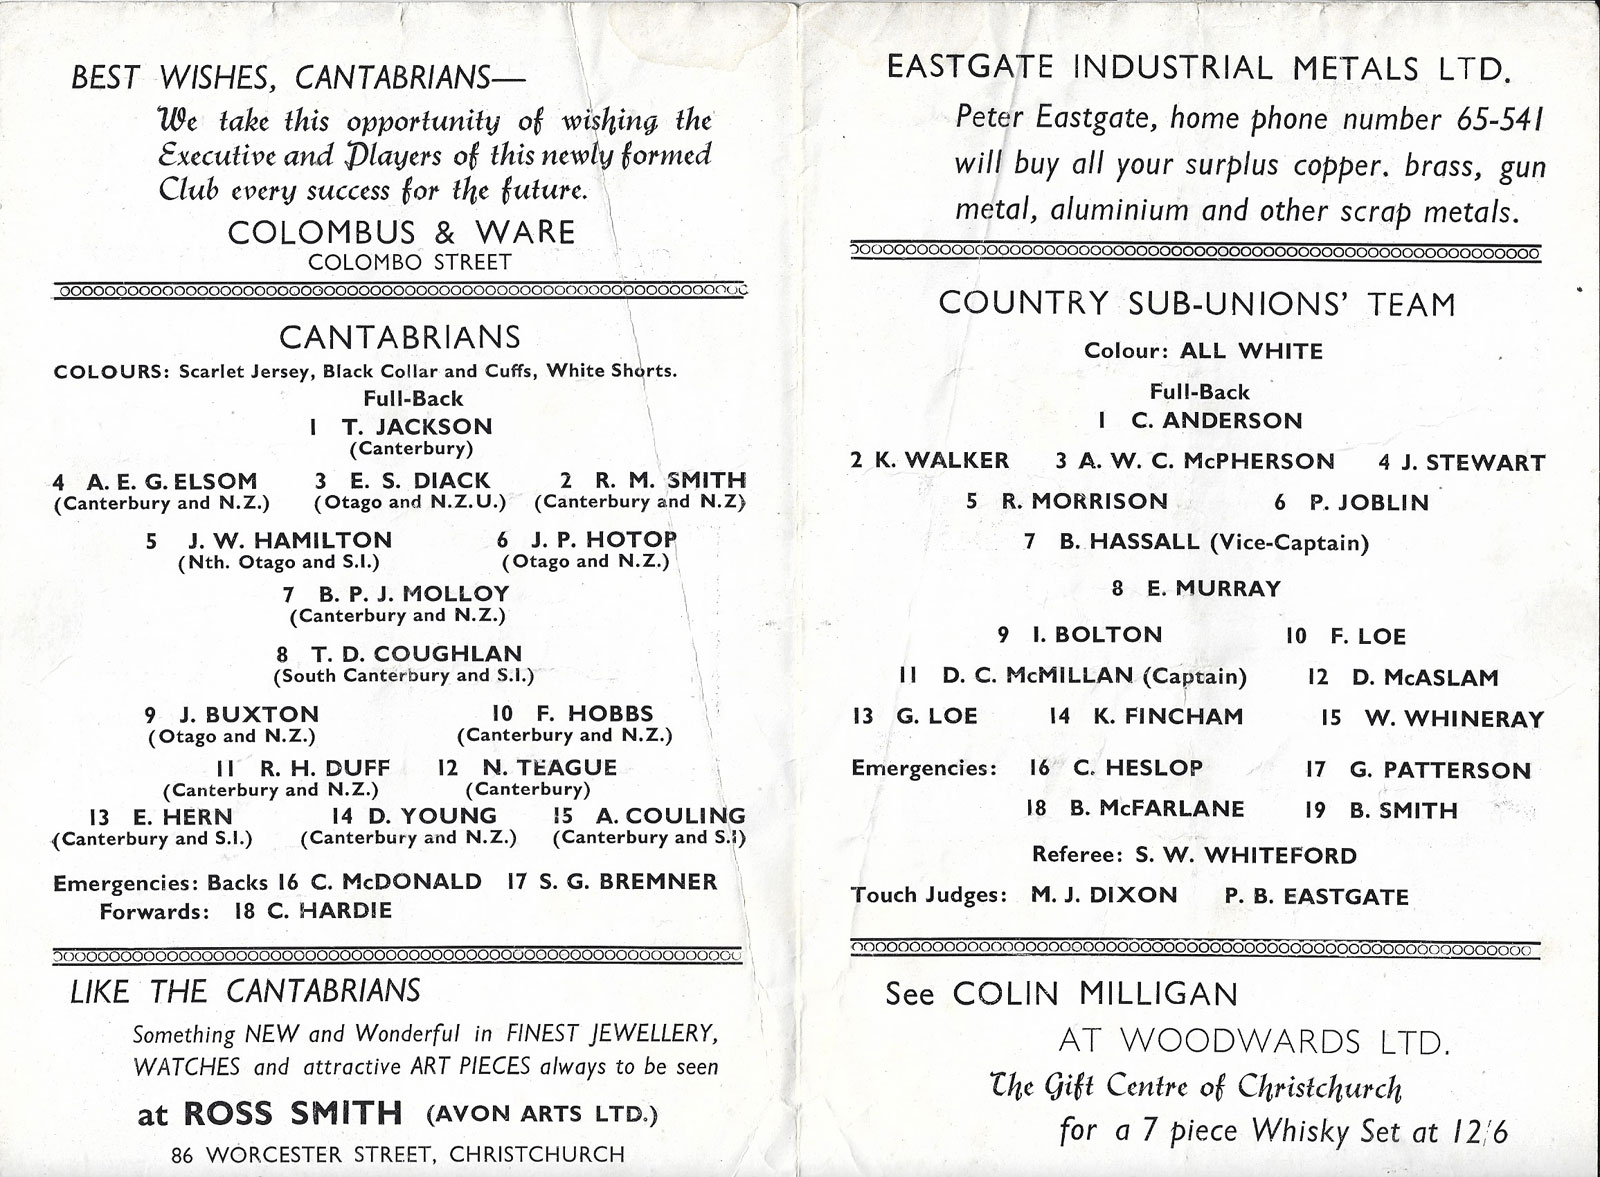 BEST WISHES, CANTABRIANS—
We take this opportunity of wishing the
Executive and Players of this newly formed
Club every success for the future.
COLOMBUS & WARE
COLOMBO STREET
CANTABRIANS
COLOURS: Scarlet Jersey, Black Collar and Cuffs, White Shorts.
Full-Back
1 T. JACKSON
(Canterbury)
4 A. E. G. ELSOM 3 E. S. DIACK 2 R. M. SMITH
(Canterbury and N.Z.) (Otago and N.Z.U.) (Canterbury and N.Z)
5 J. W. HAMILTON 6 J. P. HOTOP
(Nth. Otago and S.I.) (Otago and N.Z.)
7 B. P. J. MOLLOY
(Canterbury and N.Z.)
8 T. D. COUGHLAN
(South Canterbury and S.I.)
9 J. BUXTON 10 F. HOBBS
(Otago and N.Z.) (Canterbury and N.Z.)
11 R. H. DUFF 12 N. TEAGUE
(Canterbury and N.Z.) (Canterbury)
13 E. HERN 14 D. YOUNG 15 A. COULING
(Canterbury and S.I.) (Canterbury and N.Z.) (Canterbury and S.I)
Emergencies: Backs 16 C. McDONALD 17 S. G. BREMNER
Forwards: 18 C. HARDIE
LIKE THE CANTABRIANS
Something NEW and Wonderful in FINEST JEWELLERY,
WATCHES and attractive ART PIECES always to be seen
at ROSS SMITH (AVON ARTS LTD.)
86 WORCESTER STREET, CHRISTCHURCH
EASTGATE INDUSTRIAL METALS LTD.
Peter Eastgate, home phone number 65-541
will buy all your surplus copper. brass, gun
metal, aluminium and other scrap metals.
COUNTRY SUB-UNIONS' TEAM
Colour: ALL WHITE
Full-Back
1 C. ANDERSON
2 K. WALKER 3 A. W. C. McPHERSON 4 J. STEWART
5 R. MORRISON 6 P. JOBLIN
7 B. HASSALL (Vice-Captain)
8 E. MURRAY
9 I. BOLTON 10 F. LOE
11 D. C. McMILLAN (Captain) 12 D. McASLAM
13 G. LOE 14 K. FINCHAM 15 W. WHINERAY
Emergencies: 16 C. HESLOP 17 G. PATTERSON
18 B. McFARLANE 19 B. SMITH
Referee: S. W. WHITEFORD
Touch Judges: M. J. DIXON P. B. EASTGATE
See COLIN MILLIGAN
AT WOODWARDS LTD.
The Gift Centre of Christchurch
for a 7 piece Whisky Set at 12/6